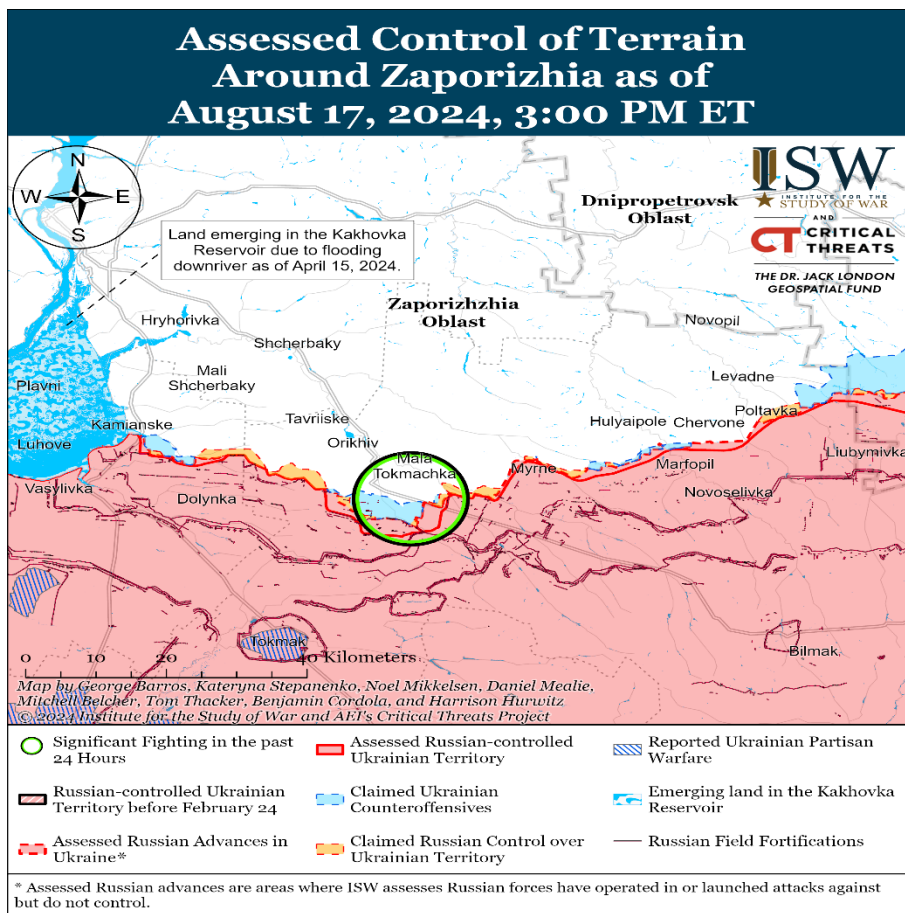 Assessed Control of Terrain
Around Zaporizhia as of
August 17, 2024, 3:00 PM ET
N
W
E
S
ISW
INSTITUTE FOR THE
STUDY OF WAR
AND
CT CRITICAL
THREATS
THE DR. JACK LONDON
GEOSPATIAL FUND
Dnipropetrovsk
Oblast
Land emerging in the Kakhovka
Reservoir due to flooding
downriver as of April 15, 2024.
Zaporizhzhia
Oblast
Hryhorivka
Novopil
Shcherbaky
Mali
Shcherbaky
Levadne
Plavni
Tavriiske
Poltavka
Kamianske
Hulyaipole
Chervone
Luhove
Orikhiv
Mala
Tokmachka
Myrne
Marfopil
Liubymivka
Vasylivka
Dolynka
Novoselivka
Tokmak
Bilmak
0
10
20
40 Kilometers
Map by George Barros, Kateryna Stepanenko, Noel Mikkelsen, Daniel Mealie,
Mitchell Belcher, Tom Thacker, Benjamin Cordola, and Harrison Hurwitz
© 2024 Institute for the Study of War and AEI's Critical Threats Project
Significant Fighting in the past
24 Hours
Assessed Russian-controlled
Ukrainian Territory
Reported Ukrainian Partisan
Warfare
Russian-controlled Ukrainian
Territory before February 24
Claimed Ukrainian
Counteroffensives
Emerging land in the Kakhovka
Reservoir
Assessed Russian Advances in
Ukraine*
Claimed Russian Control over
Ukrainian Territory
Russian Field Fortifications
* Assessed Russian advances are areas where ISW assesses Russian forces have operated in or launched attacks against
but do not control.